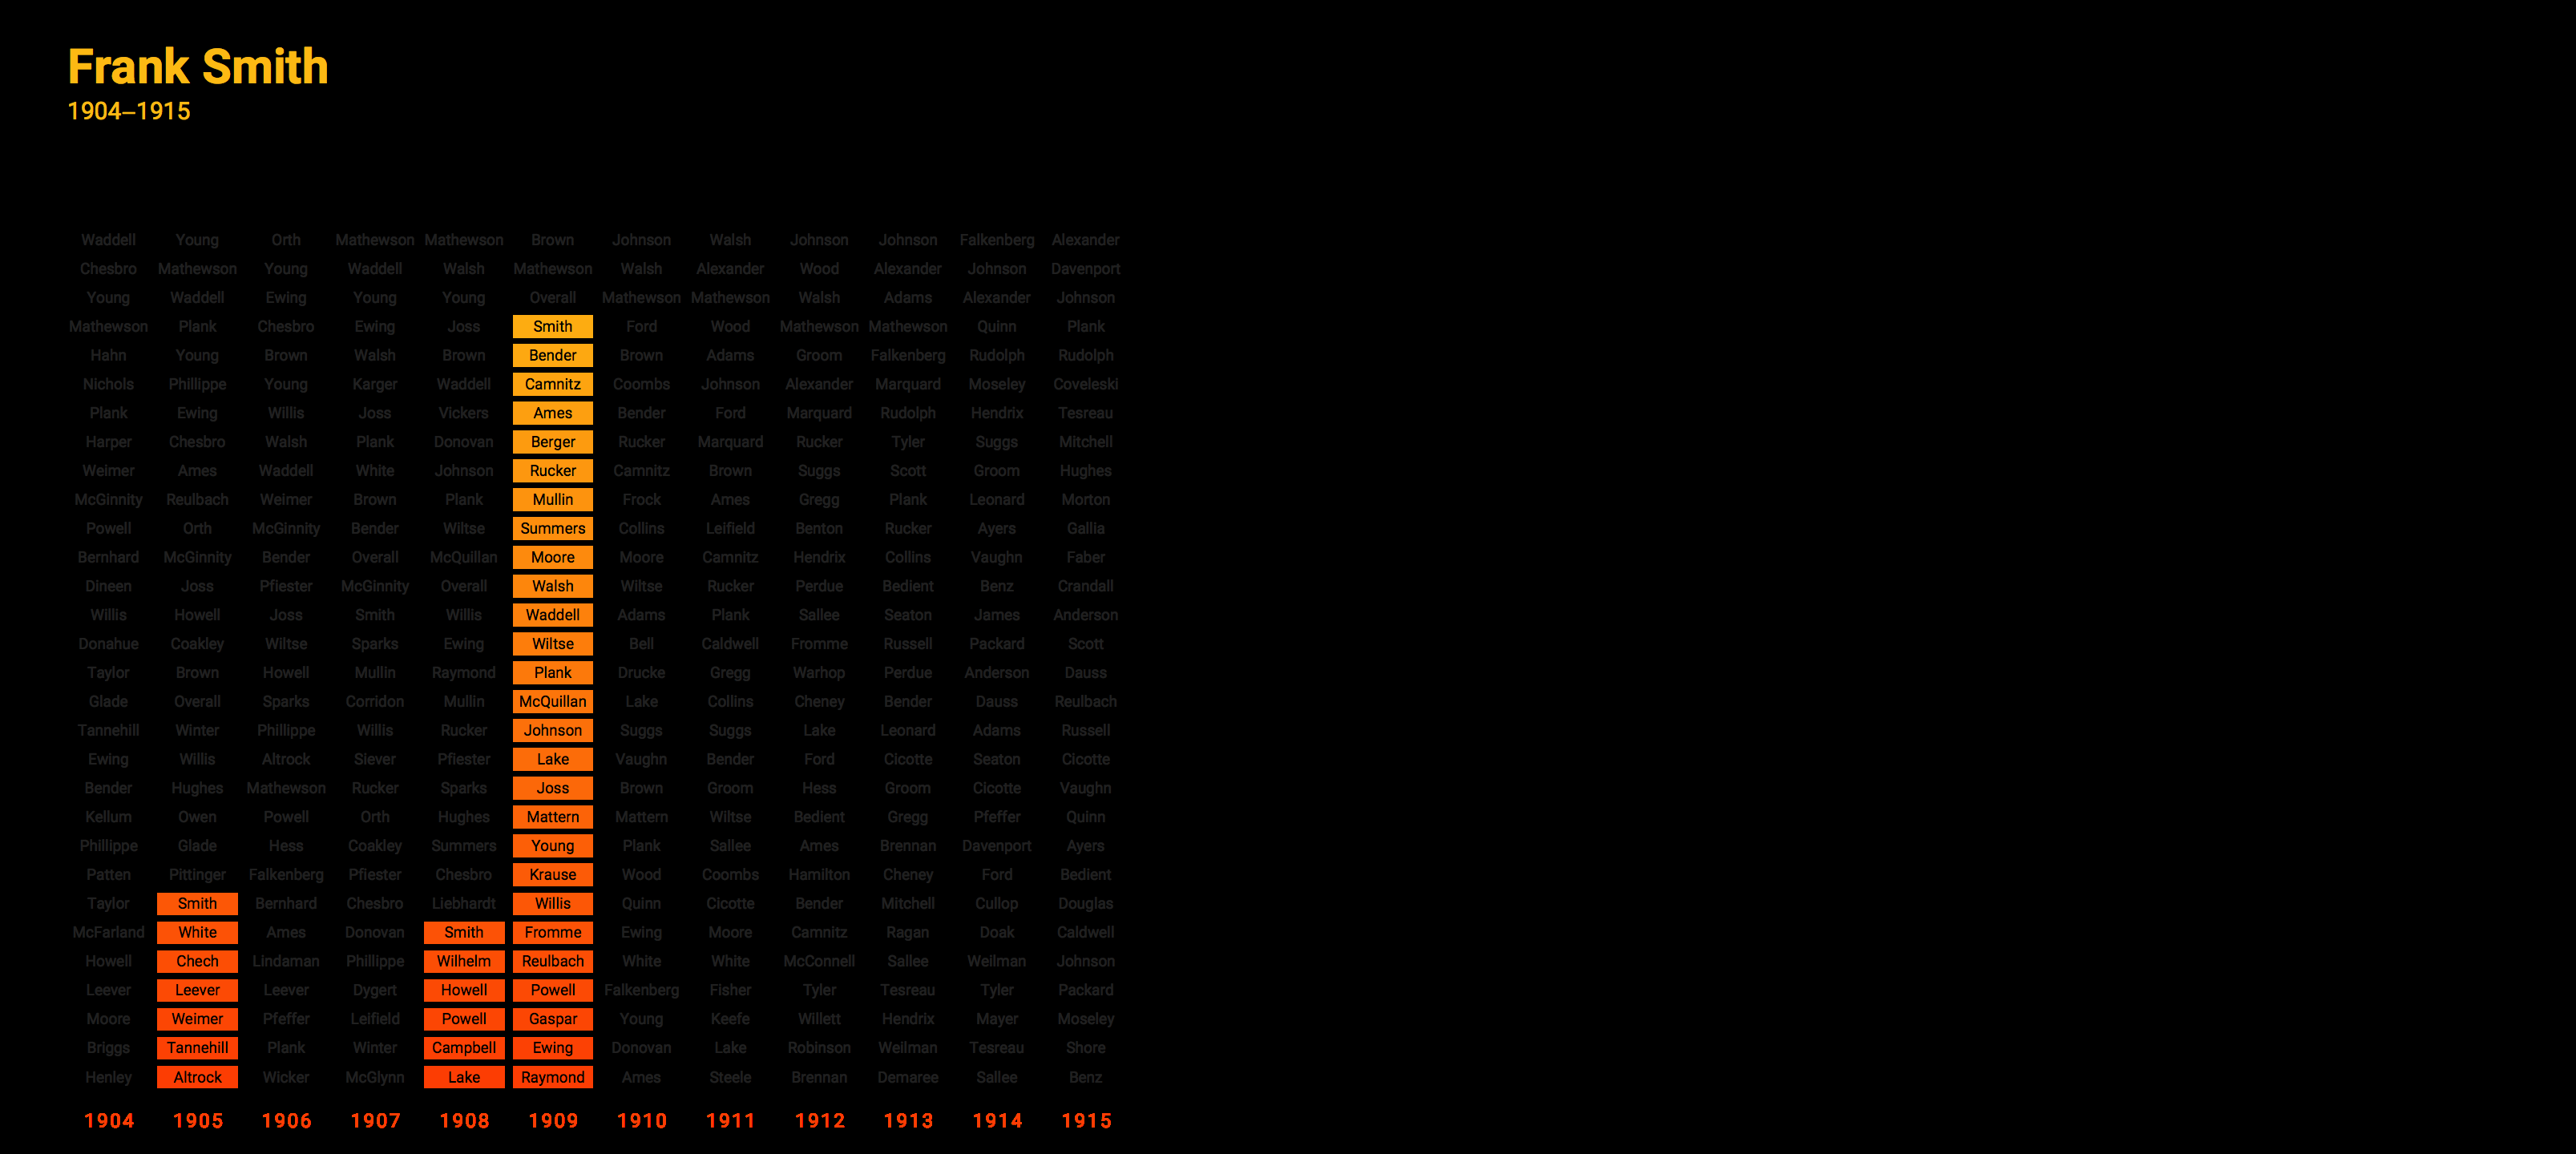 Frank Smith
1904–1915
Waddell Young Orth Mathewson Mathewson Brown Johnson Walsh Johnson Johnson Falkenberg Alexander
Chesbro Mathewson Young Waddell Walsh Mathewson Walsh Alexander Wood Alexander Johnson Davenport
Young Waddell Ewing Young Young Overall Mathewson Mathewson Walsh Adams Alexander Johnson
Mathewson Plank Chesbro Ewing Joss Smith Ford Wood Mathewson Mathewson Quinn Plank
Hahn Young Brown Walsh Brown Bender Brown Adams Groom Falkenberg Rudolph Rudolph
Nichols Phillippe Young Karger Waddell Camnitz Coombs Johnson Alexander Marquard Moseley Coveleski
Plank Ewing Willis Joss Vickers Ames Bender Ford Marquard Rudolph Hendrix Tesreau
Harper Chesbro Walsh Plank Donovan Berger Rucker Marquard Rucker Tyler Suggs Mitchell
Weimer Ames Waddell White Johnson Rucker Camnitz Brown Suggs Scott Groom Hughes
McGinnity Reulbach Weimer Brown Plank Mullin Frock Ames Gregg Plank Leonard Morton
Powell Orth McGinnity Bender Wiltse Summers Collins Leifield Benton Rucker Ayers Gallia
Bernhard McGinnity Bender Overall McQuillan Moore Moore Camnitz Hendrix Collins Vaughn Faber
Dineen Joss Pfiester McGinnity Overall Walsh Wiltse Rucker Perdue Bedient Benz Crandall
Willis Howell Joss Smith Willis Waddell Adams Plank Sallee Seaton James Anderson
Donahue Coakley Wiltse Sparks Ewing Wiltse Bell Caldwell Fromme Russell Packard Scott
Taylor Brown Howell Mullin Raymond Plank Drucke Gregg Warhop Perdue Anderson Dauss
Glade Overall Sparks Corridon Mullin McQuillan Lake Collins Cheney Bender Dauss Reulbach
Tannehill Winter Phillippe Willis Rucker Johnson Suggs Suggs Lake Leonard Adams Russell
Ewing Willis Altrock Siever Pfiester Lake Vaughn Bender Ford Cicotte Seaton Cicotte
Bender Hughes Mathewson Rucker Sparks Joss Brown Groom Hess Groom Cicotte Vaughn
Kellum Owen Powell Orth Hughes Mattern Mattern Wiltse Bedient Gregg Pfeffer Quinn
Phillippe Glade Hess Coakley Summers Young Plank Sallee Ames Brennan Davenport Ayers
Patten Pittinger Falkenberg Pfiester Chesbro Krause Wood Coombs Hamilton Cheney Ford Bedient
Taylor Smith Bernhard Chesbro Liebhardt Willis Quinn Cicotte Bender Mitchell Cullop Douglas
McFarland White Ames Donovan Smith Fromme Ewing Moore Camnitz Ragan Doak Caldwell
Howell Chech Lindaman Phillippe Wilhelm Reulbach White White McConnell Sallee Weilman Johnson
Leever Leever Leever Dygert Howell Powell Falkenberg Fisher Tyler Tesreau Tyler Packard
Moore Weimer Pfeffer Leifield Powell Gaspar Young Keefe Willett Hendrix Mayer Moseley
Briggs Tannehill Plank Winter Campbell Ewing Donovan Lake Robinson Weilman Tesreau Shore
Henley Altrock Wicker McGlynn Lake Raymond Ames Steele Brennan Demaree Sallee Benz
1904 1905 1906 1907 1908 1909 1910 1911 1912 1913 1914 1915